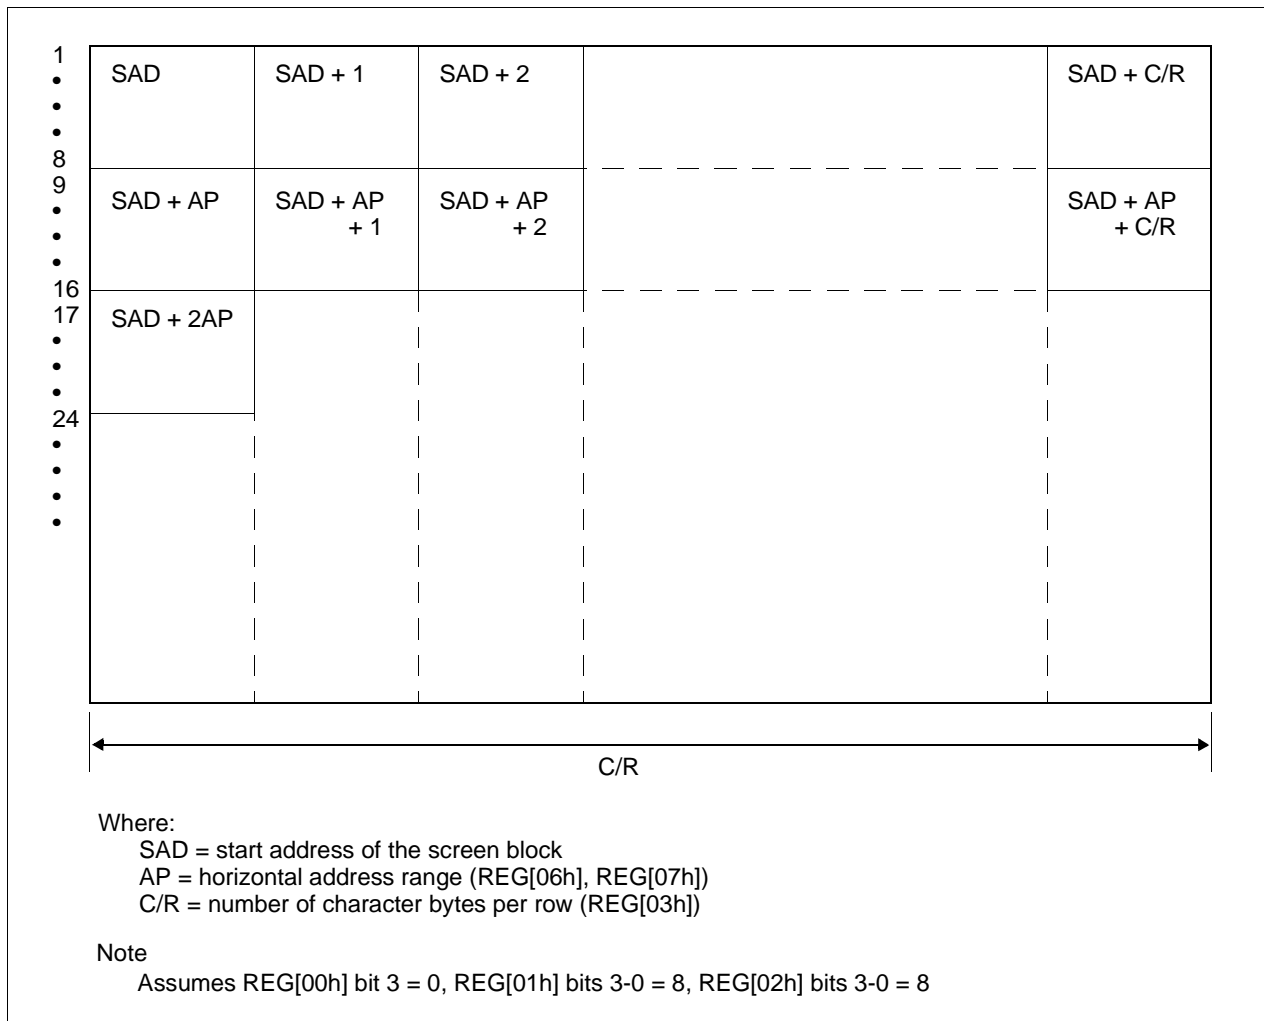 1
SAD SAD + 1 SAD + 2 SAD + C/R
•
•
•
8
9
SAD + AP SAD + AP SAD + AP SAD + AP
+ 1 + 2 + C/R
•
•
•
16
17
SAD + 2AP
•
•
•
24
•
•
•
•
C/R
Where:
SAD = start address of the screen block
AP = horizontal address range (REG[06h], REG[07h])
C/R = number of character bytes per row (REG[03h])
Note
Assumes REG[00h] bit 3 = 0, REG[01h] bits 3-0 = 8, REG[02h] bits 3-0 = 8